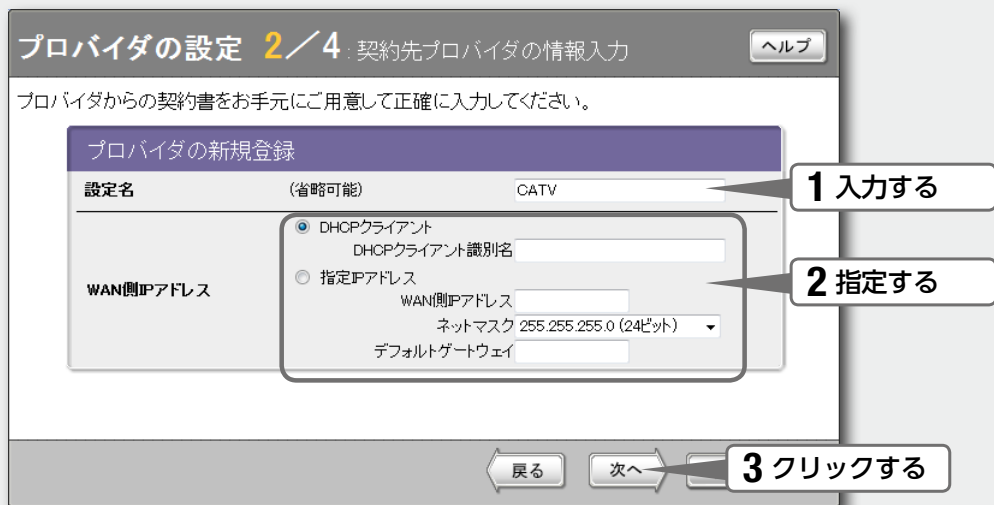 プロバイダの設定 2／4 : 契約先プロバイダの情報入力
ヘルプ
プロバイダからの契約書をお手元にご用意して正確に入力してください。
プロバイダの新規登録
設定名 (省略可能) CATV
1 入力する
WAN側IPアドレス
DHCPクライアント
DHCPクライアント識別名
指定IPアドレス
WAN側IPアドレス
ネットマスク 255.255.255.0 (24ビット)
デフォルトゲートウェイ
2 指定する
戻る
次へ
3 クリックする